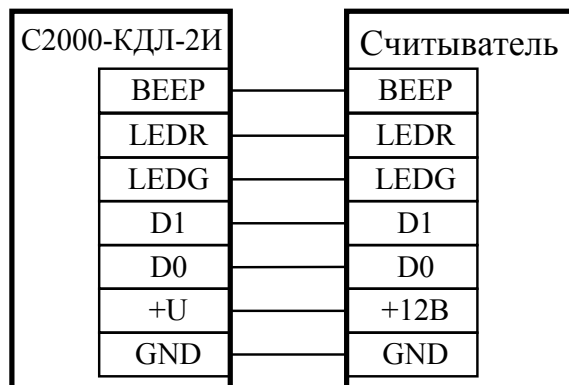 С2000-КДЛ-2И
BEEP
LEDR
LEDG
D1
D0
+U
GND
Считыватель
BEEP
LEDR
LEDG
D1
D0
+12В
GND